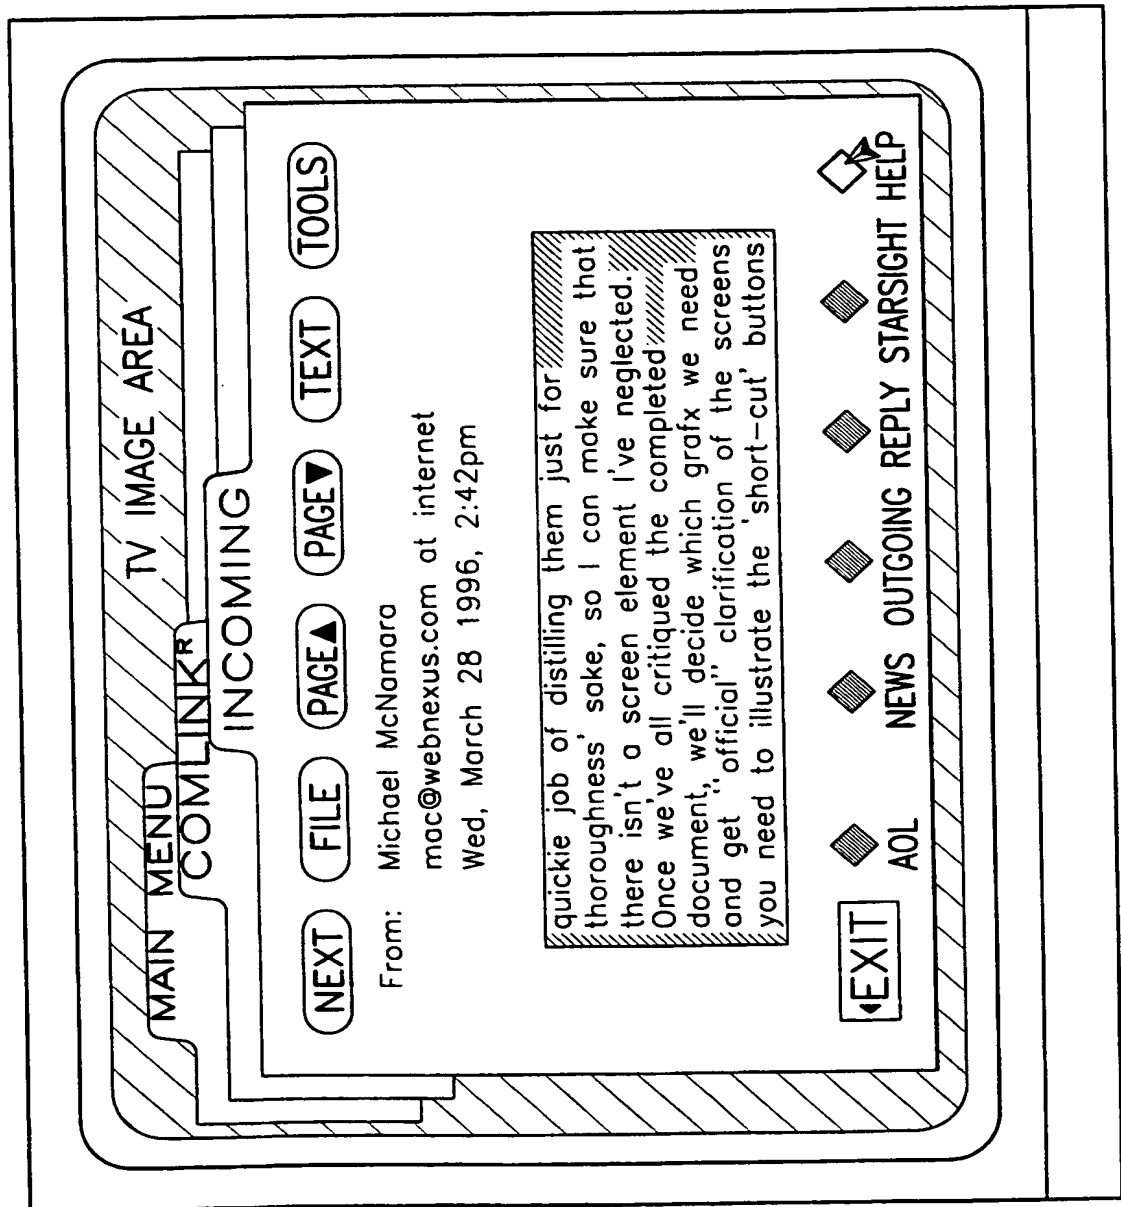 TV IMAGE AREA
MAIN MENU
COMLINK R
INCOMING
NEXT FILE PAGE▲ PAGE▼ TEXT TOOLS
From: Michael McNamara
mac@webnexus.com at internet
Wed, March 28 1996, 2:42pm
quickie job of distilling them just for
thoroughness' sake, so I can make sure that
there isn't a screen element I've neglected.
Once we've all critiqued the completed
document, we'll decide which grafx we need
and get "official" clarification of the screens
you need to illustrate the 'short-cut' buttons
◄EXIT AOL NEWS OUTGOING REPLY STARSIGHT HELP